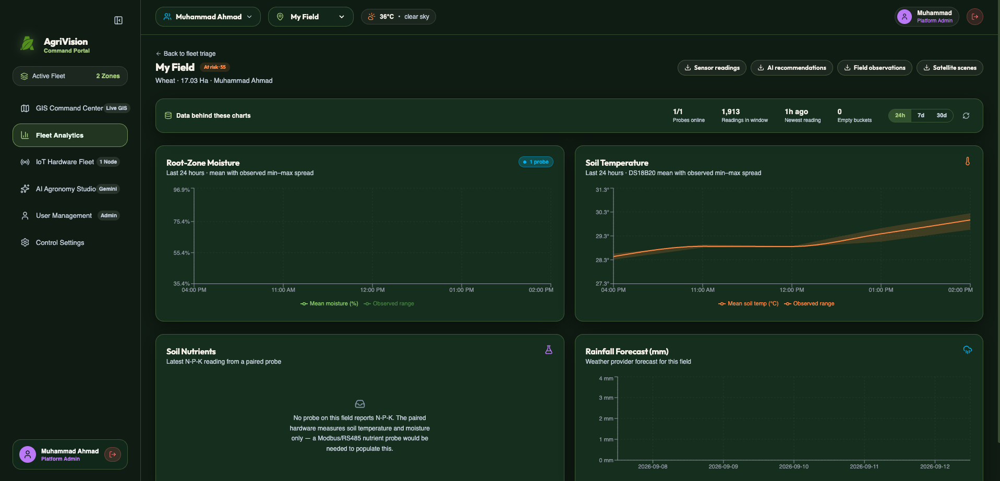 Muhammad Ahmad
My Field
36°C • clear sky
Muhammad
Platform Admin
AgriVision
Command Portal
Active Fleet
2 Zones
GIS Command Center
Live GIS
Fleet Analytics
IoT Hardware Fleet
1 Node
AI Agronomy Studio
Gemini
User Management
Admin
Control Settings
Muhammad Ahmad
Platform Admin
← Back to fleet triage
My Field
At risk · 55
Wheat · 17.03 Ha · Muhammad Ahmad
Sensor readings
AI recommendations
Field observations
Satellite scenes
Data behind these charts
1/1
Probes online
1,913
Readings in window
1h ago
Newest reading
0
Empty buckets
24h
7d
30d
Root-Zone Moisture
Last 24 hours · mean with observed min–max spread
1 probe
96.9%
75.4%
55.4%
35.4%
04:00 PM
11:00 AM
12:00 PM
01:00 PM
02:00 PM
Mean moisture (%)
Observed range
Soil Temperature
Last 24 hours · DS18B20 mean with observed min–max spread
31.3°
30.3°
29.3°
28.3°
27.3°
04:00 PM
11:00 AM
12:00 PM
01:00 PM
02:00 PM
Mean soil temp (°C)
Observed range
Soil Nutrients
Latest N-P-K reading from a paired probe
No probe on this field reports N-P-K. The paired
hardware measures soil temperature and moisture
only — a Modbus/RS485 nutrient probe would be
needed to populate this.
Rainfall Forecast (mm)
Weather provider forecast for this field
4 mm
3 mm
2 mm
1 mm
0 mm
2026-09-08
2026-09-09
2026-09-10
2026-09-11
2026-09-12